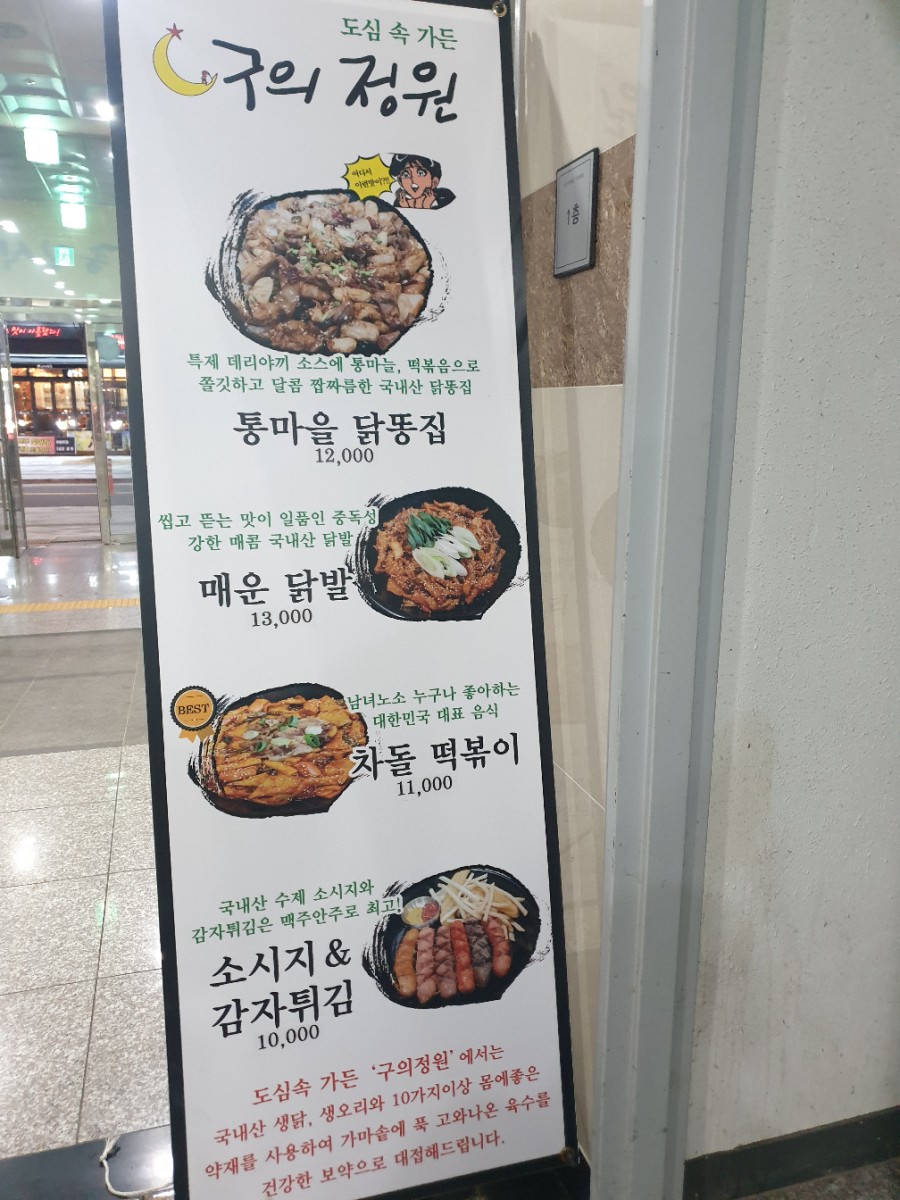 도심 속 가든
구의 정원
어디서
이런맛이?!!
특제 데리야끼 소스에 통마늘, 떡볶음으로
쫄깃하고 달콤 짭짜름한 국내산 닭똥집
통마을 닭똥집
12,000
씹고 뜯는 맛이 일품인 중독성
강한 매콤 국내산 닭발
매운 닭발
13,000
BEST
남녀노소 누구나 좋아하는
대한민국 대표 음식
차돌 떡볶이
11,000
국내산 수제 소시지와
감자튀김은 맥주안주로 최고!
소시지 &
감자튀김
10,000
도심속 가든 '구의정원' 에서는
국내산 생닭, 생오리와 10가지이상 몸에좋은
약재를 사용하여 가마솥에 푹 고와나온 육수를
건강한 보약으로 대접해드립니다.
1층